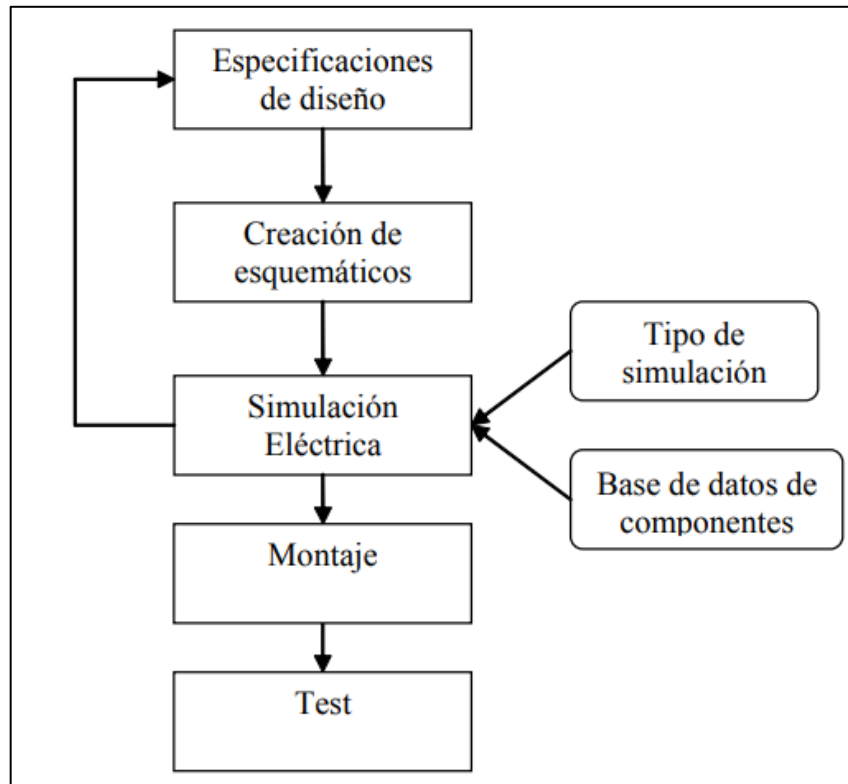 Especificaciones
de diseño
Creación de
esquemáticos
Tipo de
simulación
Simulación
Eléctrica
Base de datos de
componentes
Montaje
Test